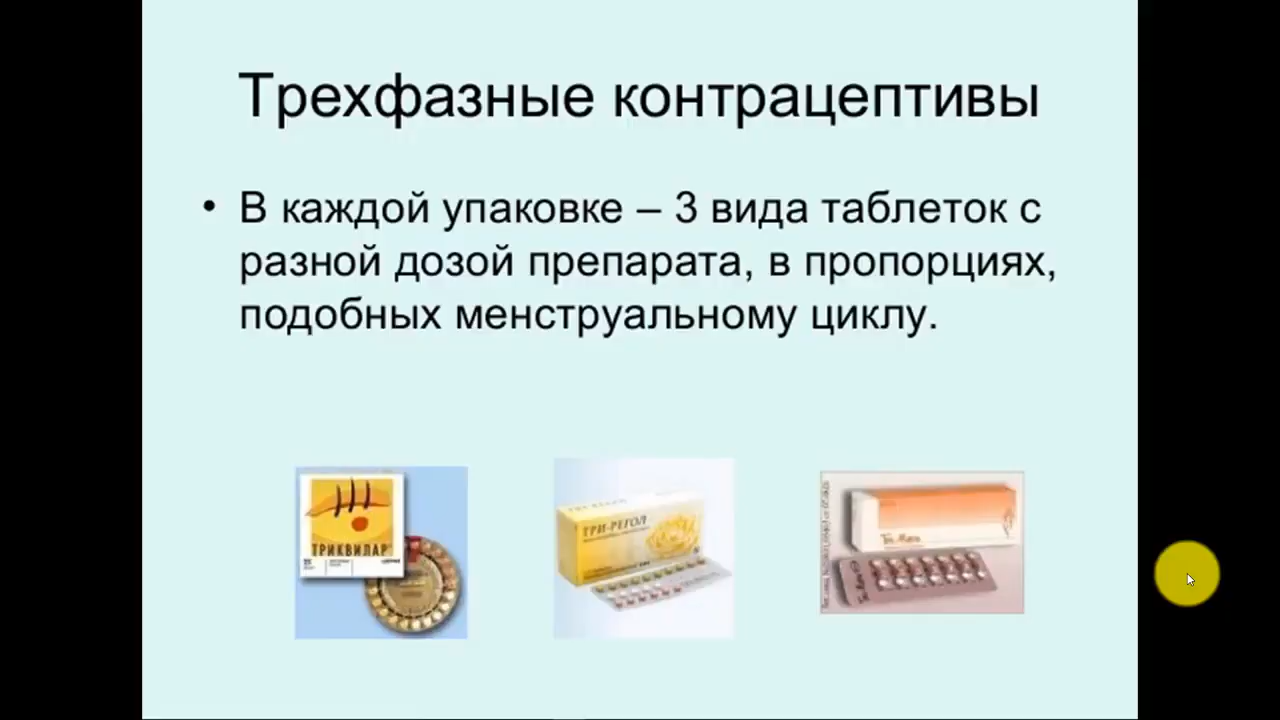 Трехфазные контрацептивы
• В каждой упаковке – 3 вида таблеток с
разной дозой препарата, в пропорциях,
подобных менструальному циклу.
ТРИКВИЛАР
ТРИ-РЕГОЛ